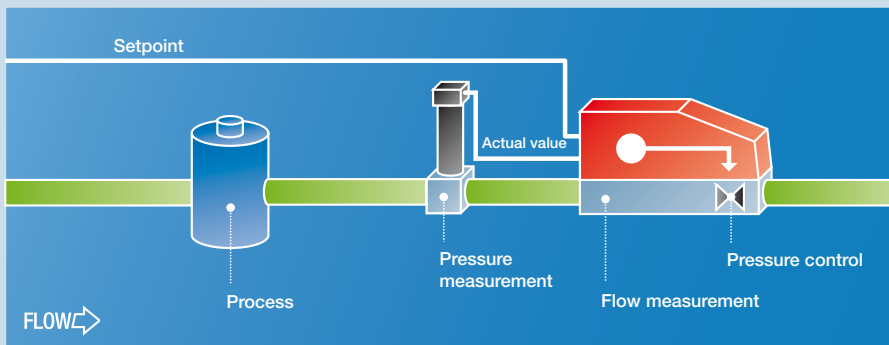 Setpoint
Actual value
Pressure
measurement
Pressure control
Process
Flow measurement
FLOW